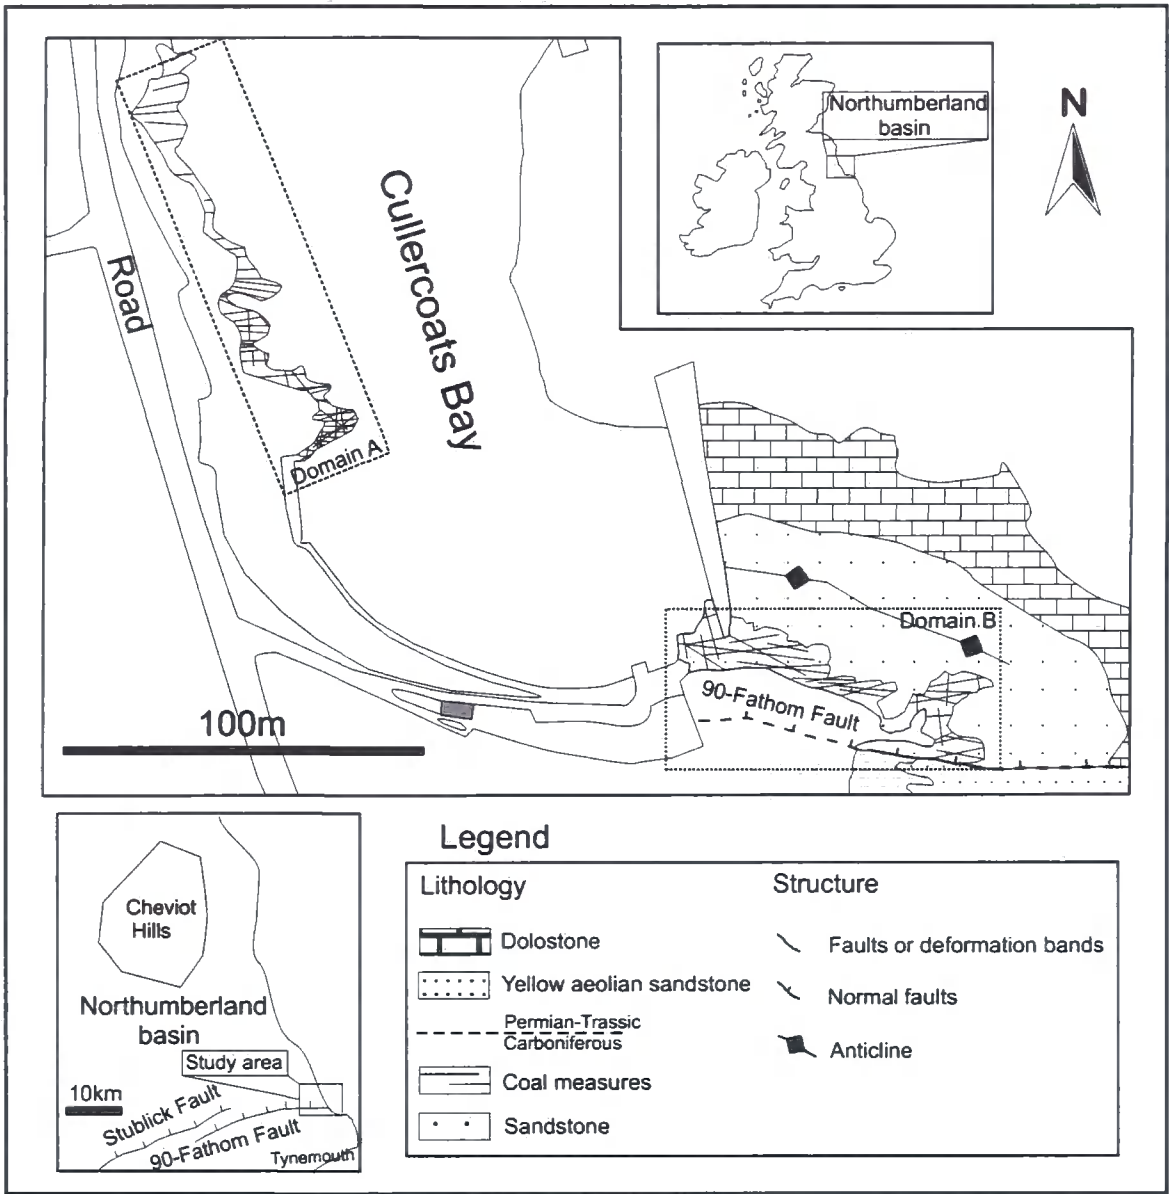 Northumberland
basin
N
Cullercoats Bay
Road
Domain A
Domain.B
90-Fathom Fault
100m
Cheviot
Hills
Northumberland
basin
Study area
10km
Stublick Fault
90-Fathom Fault
Tynemouth
Legend
Lithology
Dolostone
Yellow aeolian sandstone
Permian-Trassic
Carboniferous
Coal measures
Sandstone
Structure
Faults or deformation bands
Normal faults
Anticline